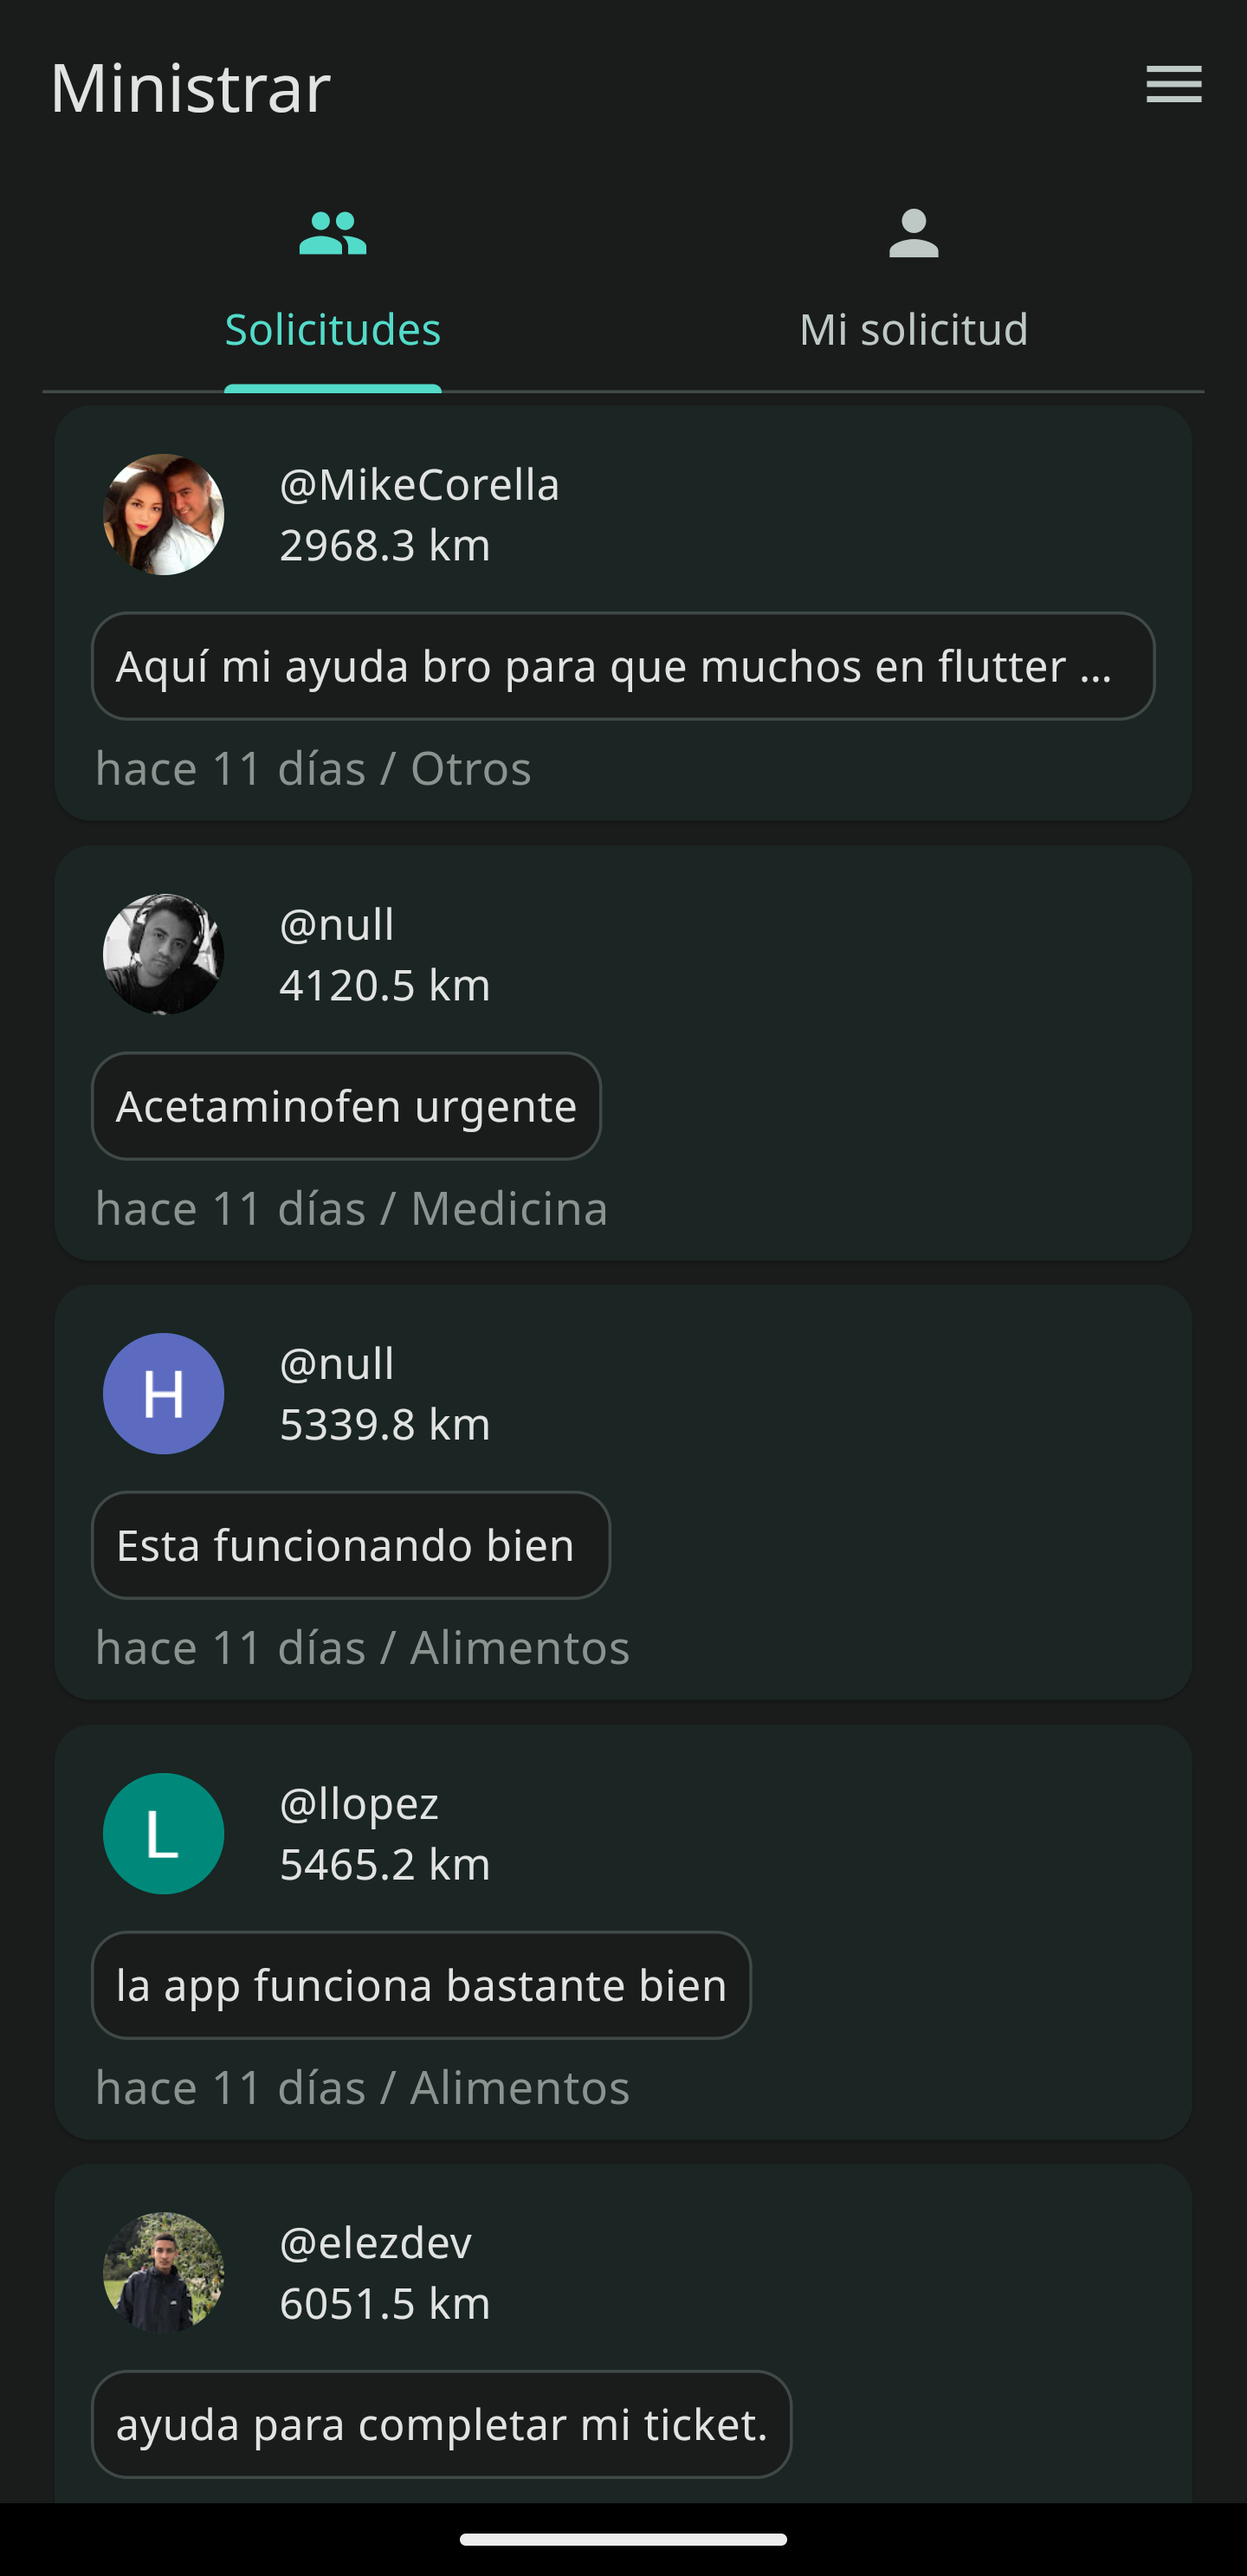 Ministrar
Solicitudes
Mi solicitud
@MikeCorella
2968.3 km
Aquí mi ayuda bro para que muchos en flutter ...
hace 11 días / Otros
@null
4120.5 km
Acetaminofen urgente
hace 11 días / Medicina
H
@null
5339.8 km
Esta funcionando bien
hace 11 días / Alimentos
L
@llopez
5465.2 km
la app funciona bastante bien
hace 11 días / Alimentos
@elezdev
6051.5 km
ayuda para completar mi ticket.